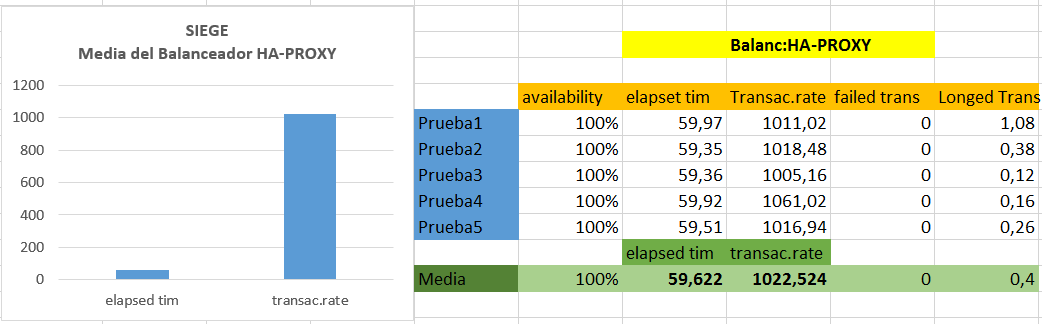 SIEGE
Media del Balanceador HA-PROXY
1200
1000
800
600
400
200
0
elapsed tim transac.rate
Balanc:HA-PROXY
availability elapset tim Transac.rate failed trans Longed Trans
Prueba1 100% 59,97 1011,02 0 1,08
Prueba2 100% 59,35 1018,48 0 0,38
Prueba3 100% 59,36 1005,16 0 0,12
Prueba4 100% 59,92 1061,02 0 0,16
Prueba5 100% 59,51 1016,94 0 0,26
elapsed tim transac.rate
Media 100% 59,622 1022,524 0 0,4